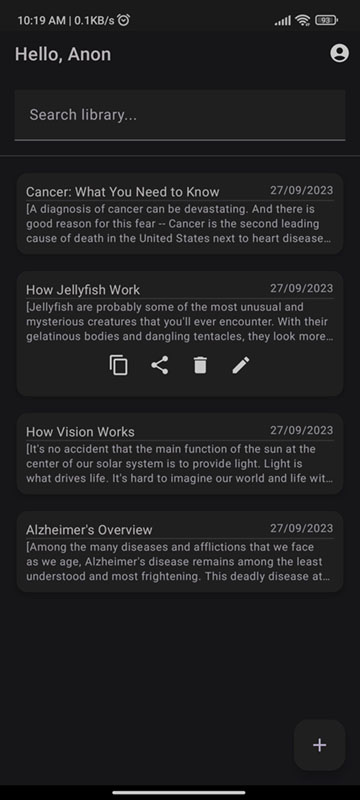 10:19 AM | 0.1KB/s
93
Hello, Anon
Search library...
Cancer: What You Need to Know
27/09/2023
[A diagnosis of cancer can be devastating. And there is
good reason for this fear -- Cancer is the second leading
cause of death in the United States next to heart disease…
How Jellyfish Work
27/09/2023
[Jellyfish are probably some of the most unusual and
mysterious creatures that you'll ever encounter. With their
gelatinous bodies and dangling tentacles, they look more…
How Vision Works
27/09/2023
[It's no accident that the main function of the sun at the
center of our solar system is to provide light. Light is
what drives life. It's hard to imagine our world and life wit…
Alzheimer's Overview
27/09/2023
[Among the many diseases and afflictions that we face
as we age, Alzheimer's disease remains among the least
understood and most frightening. This deadly disease at…